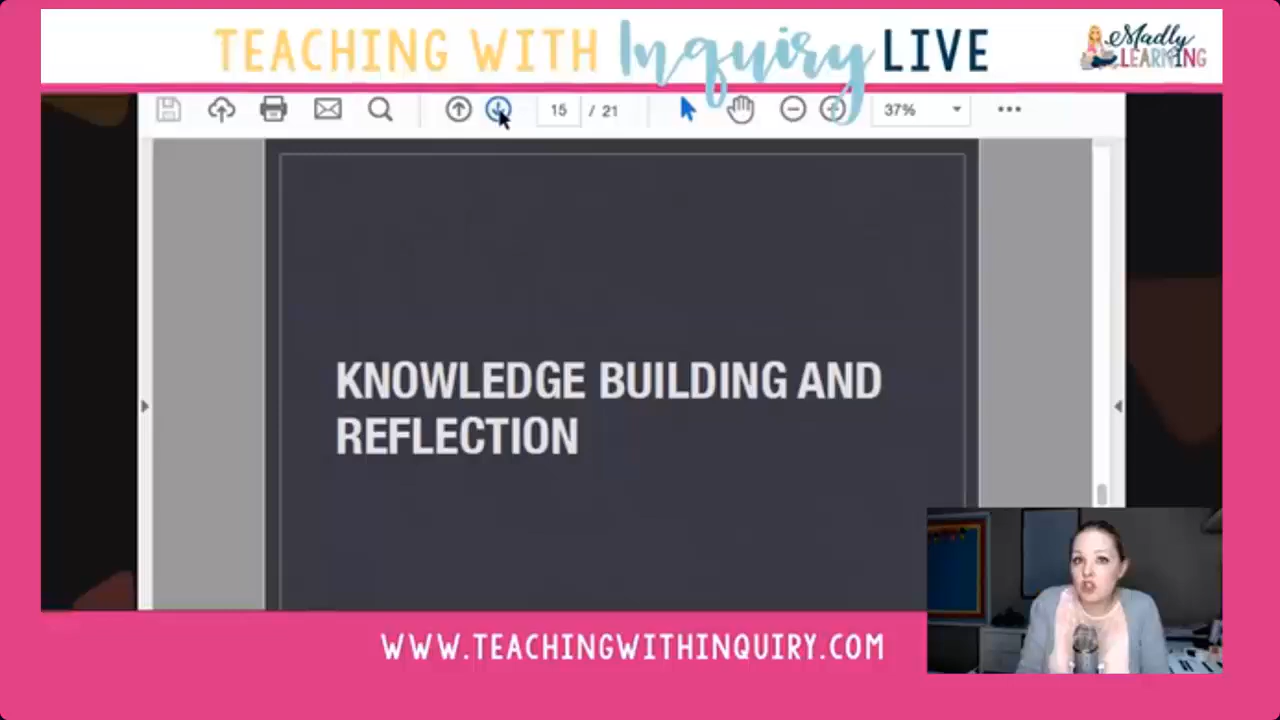 TEACHING WITH Inquiry LIVE
Madly
LEARNING
15 / 21
37%
KNOWLEDGE BUILDING AND
REFLECTION
WWW.TEACHINGWITHINQUIRY.COM